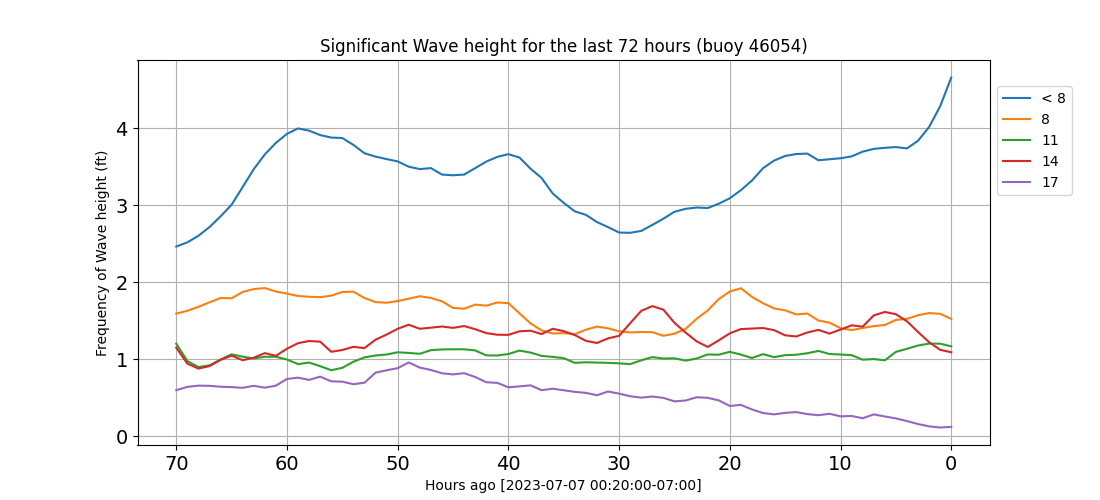 Significant Wave height for the last 72 hours (buoy 46054)
Frequency of Wave height (ft)
4
3
2
1
0
70 60 50 40 30 20 10 0
Hours ago [2023-07-07 00:20:00-07:00]
< 8
8
11
14
17